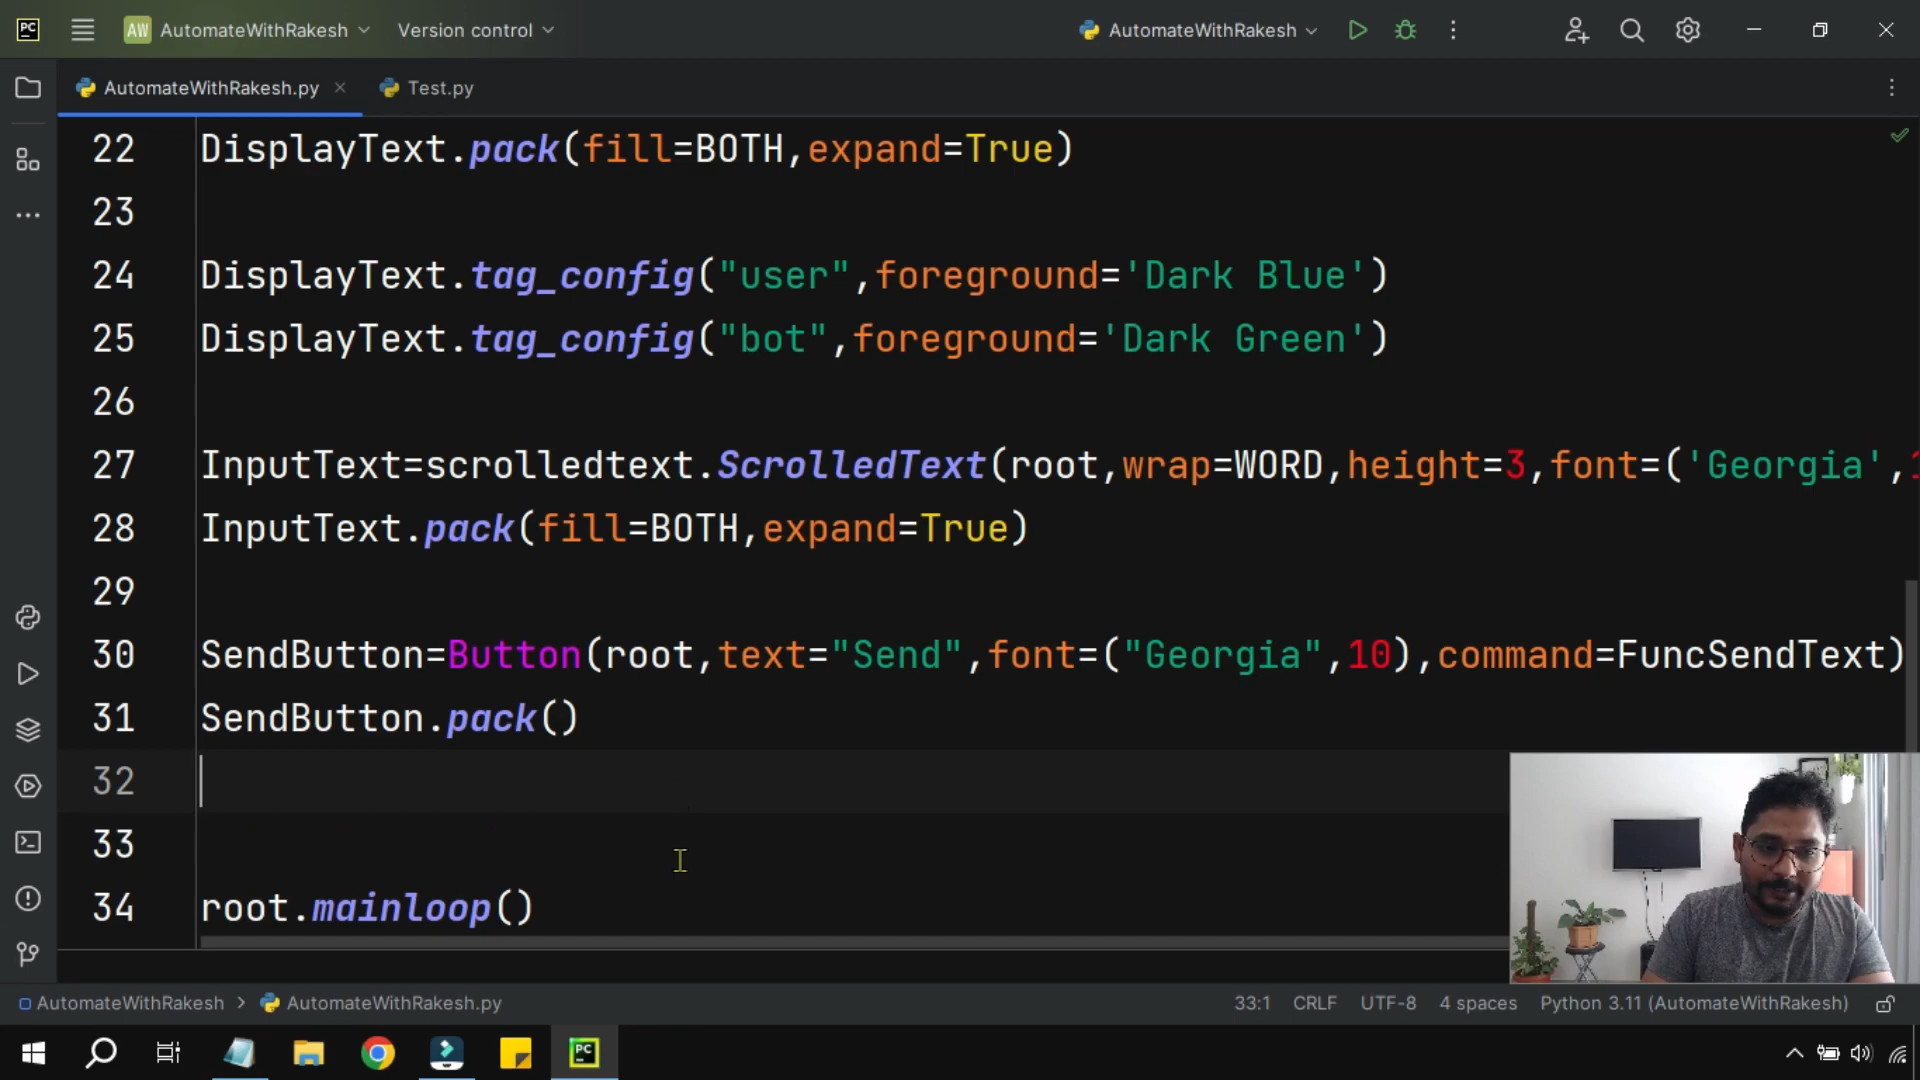 PC AW AutomateWithRakesh Version control AutomateWithRakesh
AutomateWithRakesh.py Test.py
22 DisplayText.pack(fill=BOTH,expand=True)
23
24 DisplayText.tag_config("user",foreground='Dark Blue')
25 DisplayText.tag_config("bot",foreground='Dark Green')
26
27 InputText=scrolledtext.ScrolledText(root,wrap=WORD,height=3,font=('Georgia',1
28 InputText.pack(fill=BOTH,expand=True)
29
30 SendButton=Button(root,text="Send",font=("Georgia",10),command=FuncSendText)
31 SendButton.pack()
32
33
34 root.mainloop()
AutomateWithRakesh > AutomateWithRakesh.py 33:1 CRLF UTF-8 4 spaces Python 3.11 (AutomateWithRakesh)
PC